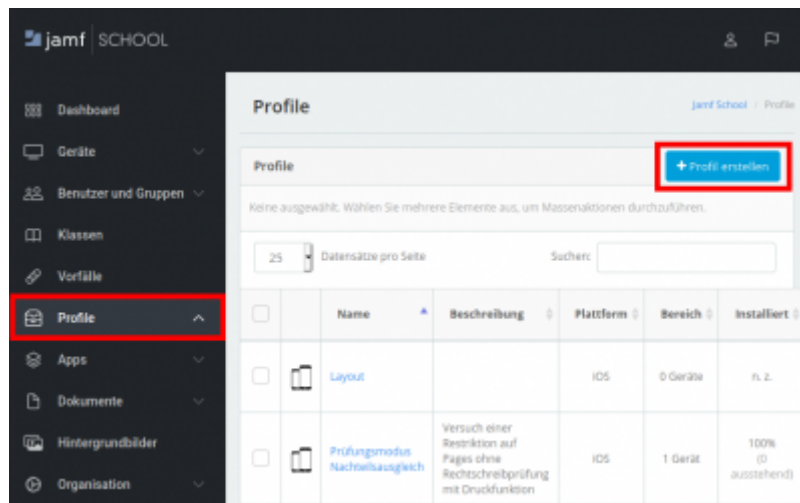 jamf SCHOOL
Dashboard
Geräte
Benutzer und Gruppen
Klassen
Vorfälle
Profile
Apps
Dokumente
Hintergrundbilder
Organisation
Profile
Jamf School / Profile
Profile
+ Profil erstellen
Keine ausgewählt. Wählen Sie mehrere Elemente aus, um Massenaktionen durchzuführen.
25 Datensätze pro Seite
Suchen:
Name Beschreibung Plattform Bereich Installiert
Layout iOS 0 Geräte n. z.
Prüfungsmodus
Nachteilsausgleich
Versuch einer
Restriktion auf
Pages ohne
Rechtschreibprüfung
mit Druckfunktion
iOS
1 Gerät
100%
(0
ausstehend)